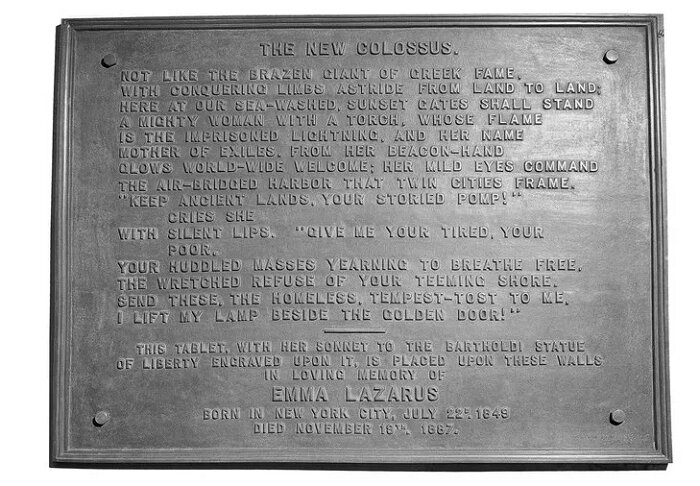 THE NEW COLOSSUS.
NOT LIKE THE BRAZEN GIANT OF GREEK FAME,
WITH CONQUERING LIMBS ASTRIDE FROM LAND TO LAND;
HERE AT OUR SEA-WASHED, SUNSET GATES SHALL STAND
A MIGHTY WOMAN WITH A TORCH, WHOSE FLAME
IS THE IMPRISONED LIGHTNING, AND HER NAME
MOTHER OF EXILES. FROM HER BEACON-HAND
GLOWS WORLD-WIDE WELCOME; HER MILD EYES COMMAND
THE AIR-BRIDGED HARBOR THAT TWIN CITIES FRAME.
"KEEP ANCIENT LANDS, YOUR STORIED POMP!"
CRIES SHE
WITH SILENT LIPS. "GIVE ME YOUR TIRED, YOUR
POOR,
YOUR HUDDLED MASSES YEARNING TO BREATHE FREE,
THE WRETCHED REFUSE OF YOUR TEEMING SHORE.
SEND THESE, THE HOMELESS, TEMPEST-TOST TO ME.
I LIFT MY LAMP BESIDE THE GOLDEN DOOR!"
THIS TABLET, WITH HER SONNET TO THE BARTHOLDI STATUE
OF LIBERTY ENGRAVED UPON IT, IS PLACED UPON THESE WALLS
IN LOVING MEMORY OF
EMMA LAZARUS
BORN IN NEW YORK CITY, JULY 22D, 1849
DIED NOVEMBER 19TH, 1887.